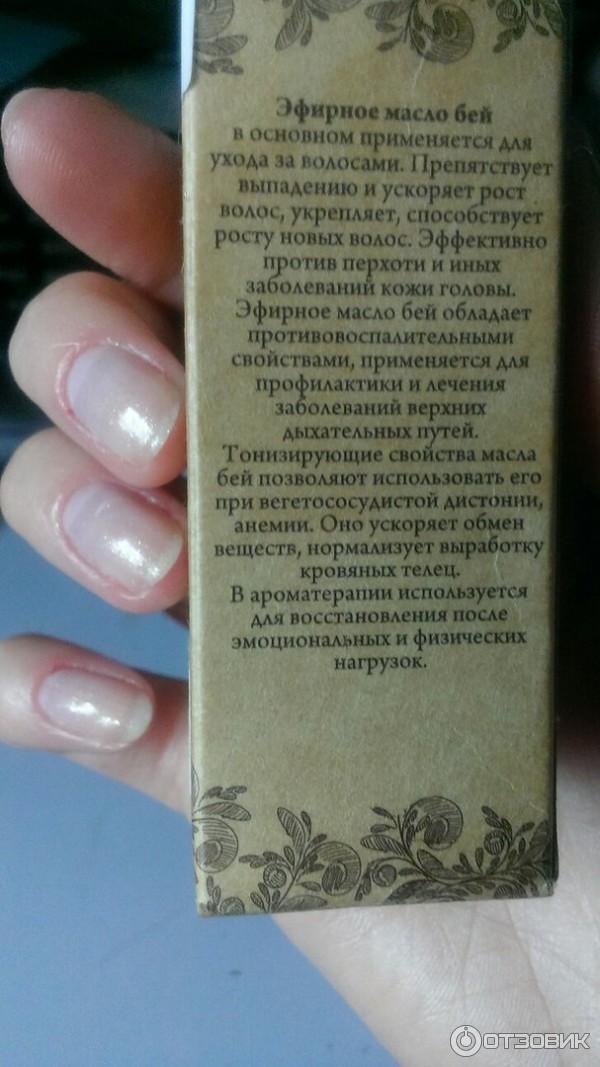 Эфирное масло бей
в основном применяется для
ухода за волосами. Препятствует
выпадению и ускоряет рост
волос, укрепляет, способствует
росту новых волос. Эффективно
против перхоти и иных
заболеваний кожи головы.
Эфирное масло бей обладает
противовоспалительными
свойствами, применяется для
профилактики и лечения
заболеваний верхних
дыхательных путей.
Тонизирующие свойства масла
бей позволяют использовать его
при вегетососудистой дистонии,
анемии. Оно ускоряет обмен
веществ, нормализует выработку
кровяных телец.
В ароматерапии используется
для восстановления после
эмоциональных и физических
нагрузок.
ОТЗОВИК